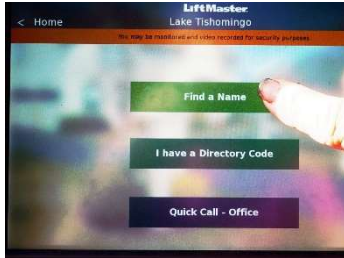 LiftMaster
< Home
Lake Tishomingo
You may be monitored and video recorded for security purposes
Find a Name
I have a Directory Code
Quick Call - Office